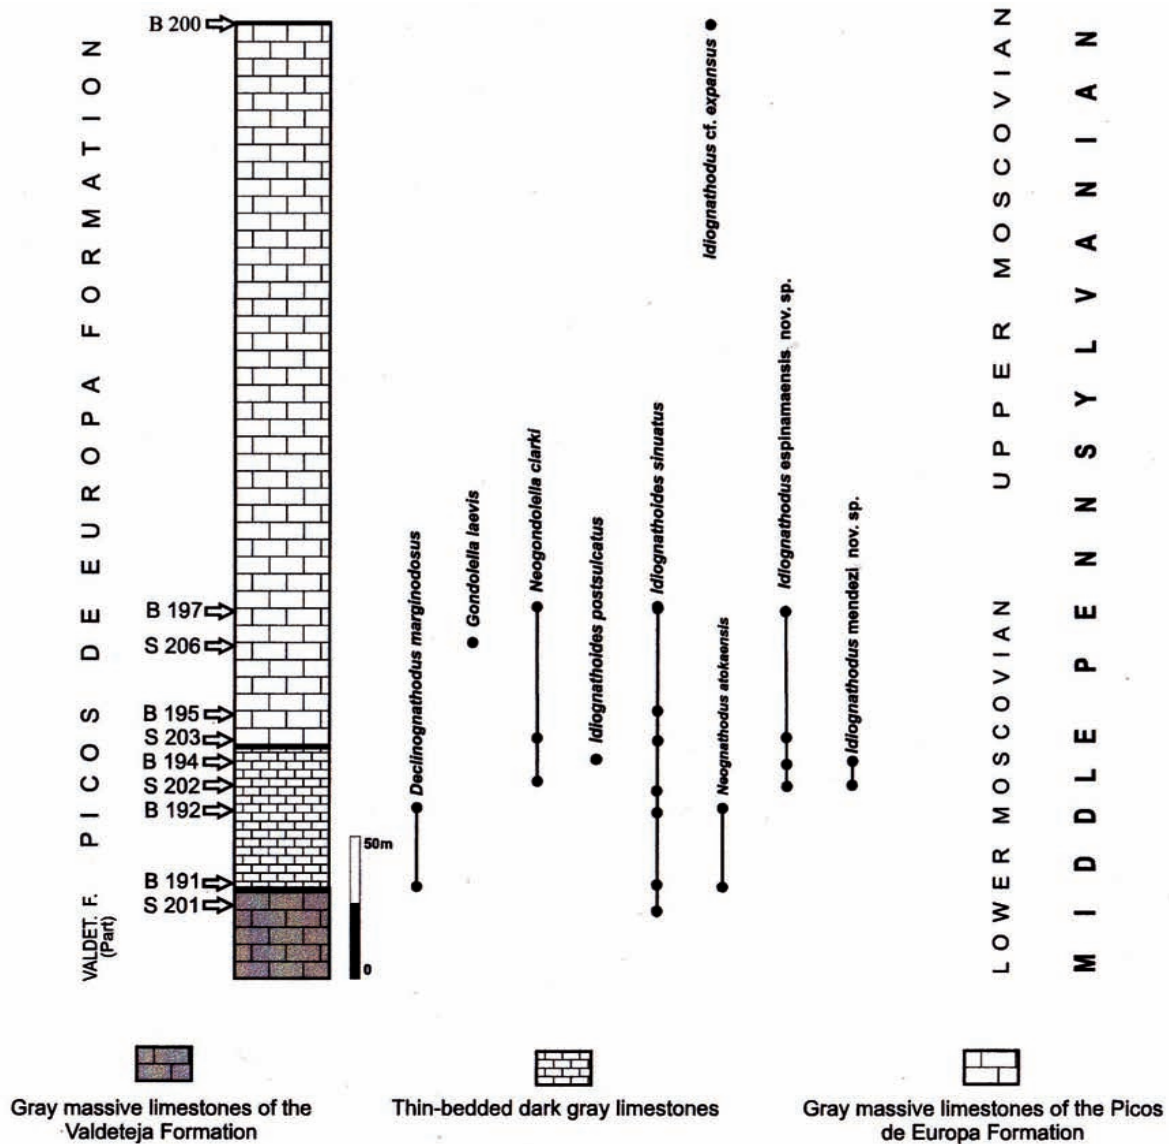 PICOS DE EUROPA FORMATION
VALDET. F.
(Part)
B 200
B 197
S 206
B 195
S 203
B 194
S 202
B 192
B 191
S 201
50m
0
Declinognathodus marginodosus
Gondolella laevis
Neogondolella clarki
Idiognathoides postsulcatus
Idiognathoides sinuatus
Neognathodus atokaensis
Idiognathodus cf. expansus
Idiognathodus espinamaensis nov. sp.
Idiognathodus mendezi nov. sp.
UPPER MOSCOVIAN
LOWER MOSCOVIAN
MIDDLE PENNSYLVANIAN
Gray massive limestones of the
Valdeteja Formation
Thin-bedded dark gray limestones
Gray massive limestones of the Picos
de Europa Formation